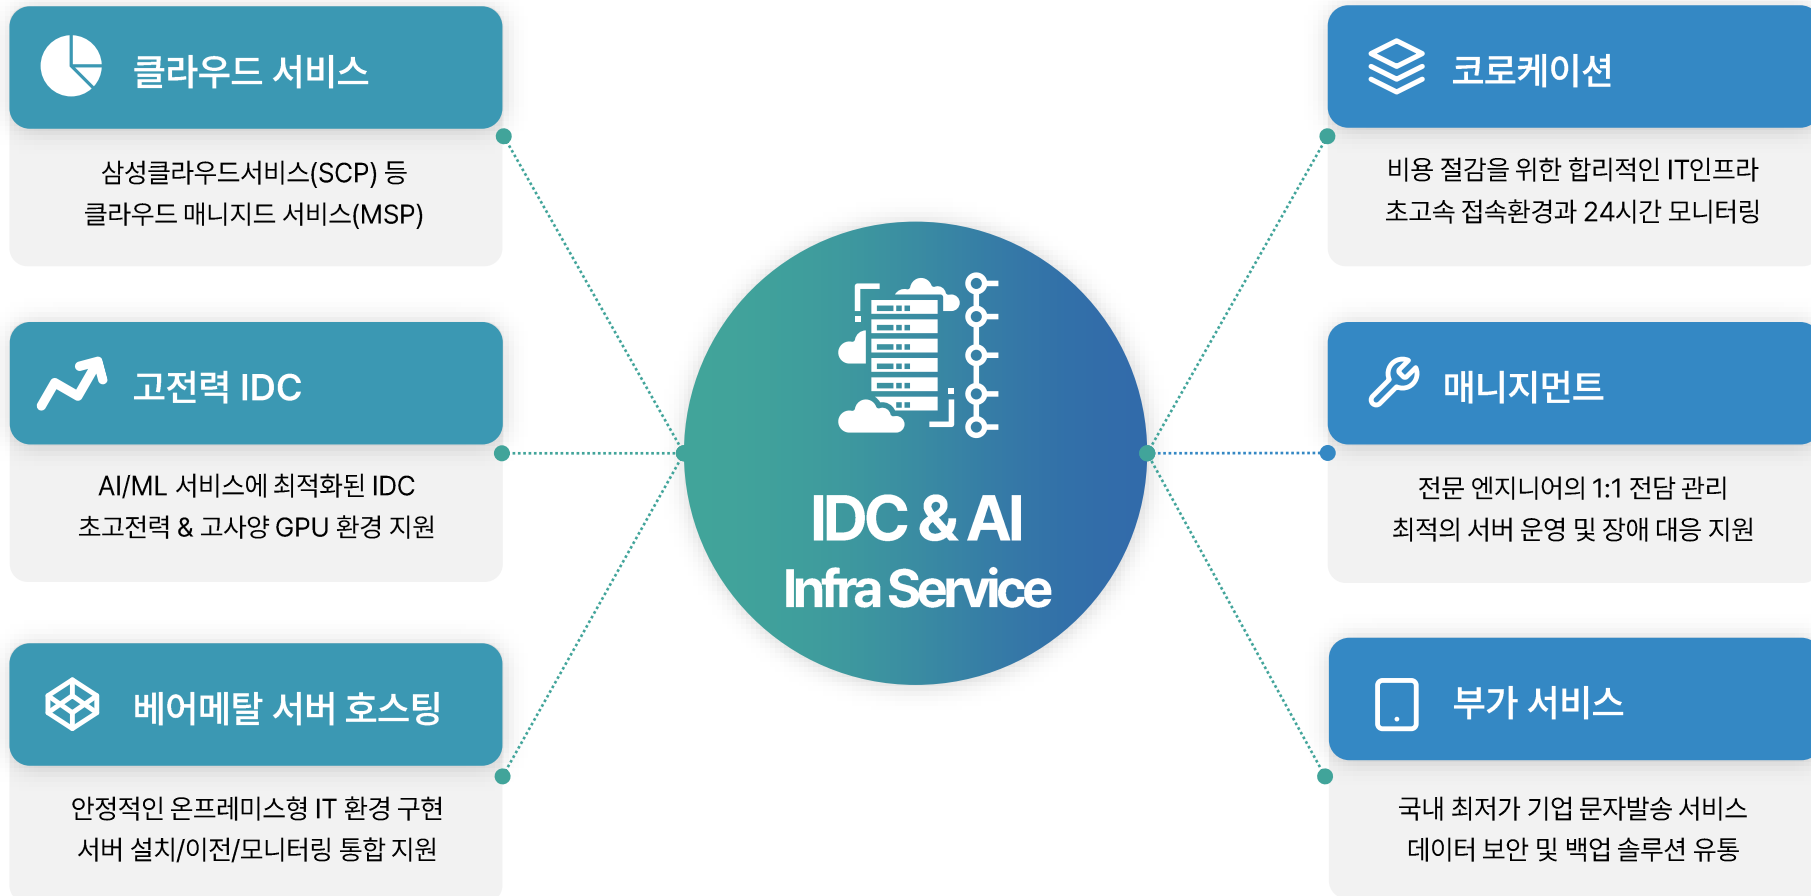 클라우드 서비스
삼성클라우드서비스(SCP) 등
클라우드 매니지드 서비스(MSP)
고전력 IDC
AI/ML 서비스에 최적화된 IDC
초고전력 & 고사양 GPU 환경 지원
베어메탈 서버 호스팅
안정적인 온프레미스형 IT 환경 구현
서버 설치/이전/모니터링 통합 지원
IDC & AI
Infra Service
코로케이션
비용 절감을 위한 합리적인 IT인프라
초고속 접속환경과 24시간 모니터링
매니지먼트
전문 엔지니어의 1:1 전담 관리
최적의 서버 운영 및 장애 대응 지원
부가 서비스
국내 최저가 기업 문자발송 서비스
데이터 보안 및 백업 솔루션 유통